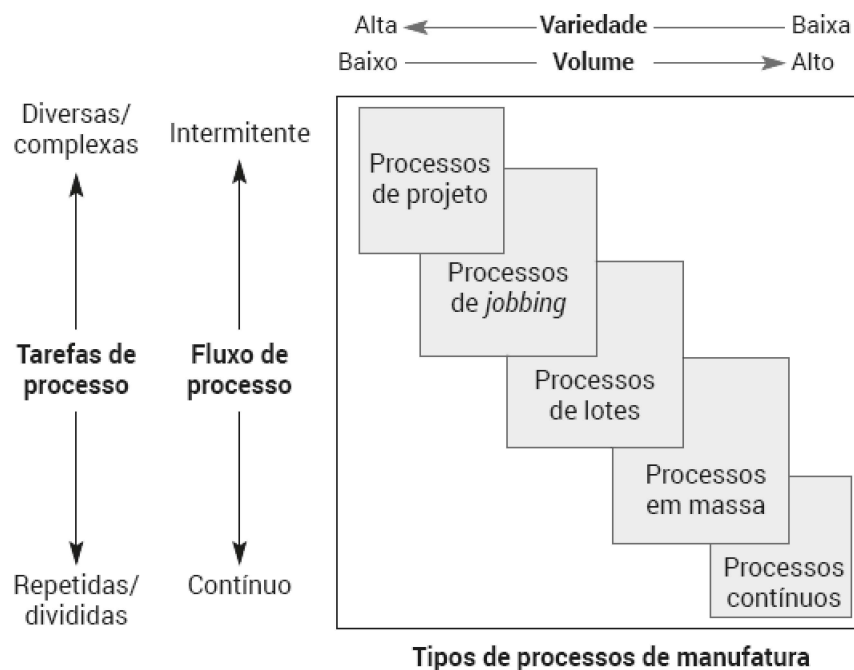 Alta Variedade Baixa
Baixo Volume Alto
Diversas/
complexas
Intermitente
Tarefas de
processo
Fluxo de
processo
Repetidas/
divididas
Contínuo
Processos
de projeto
Processos
de jobbing
Processos
de lotes
Processos
em massa
Processos
contínuos
Tipos de processos de manufatura